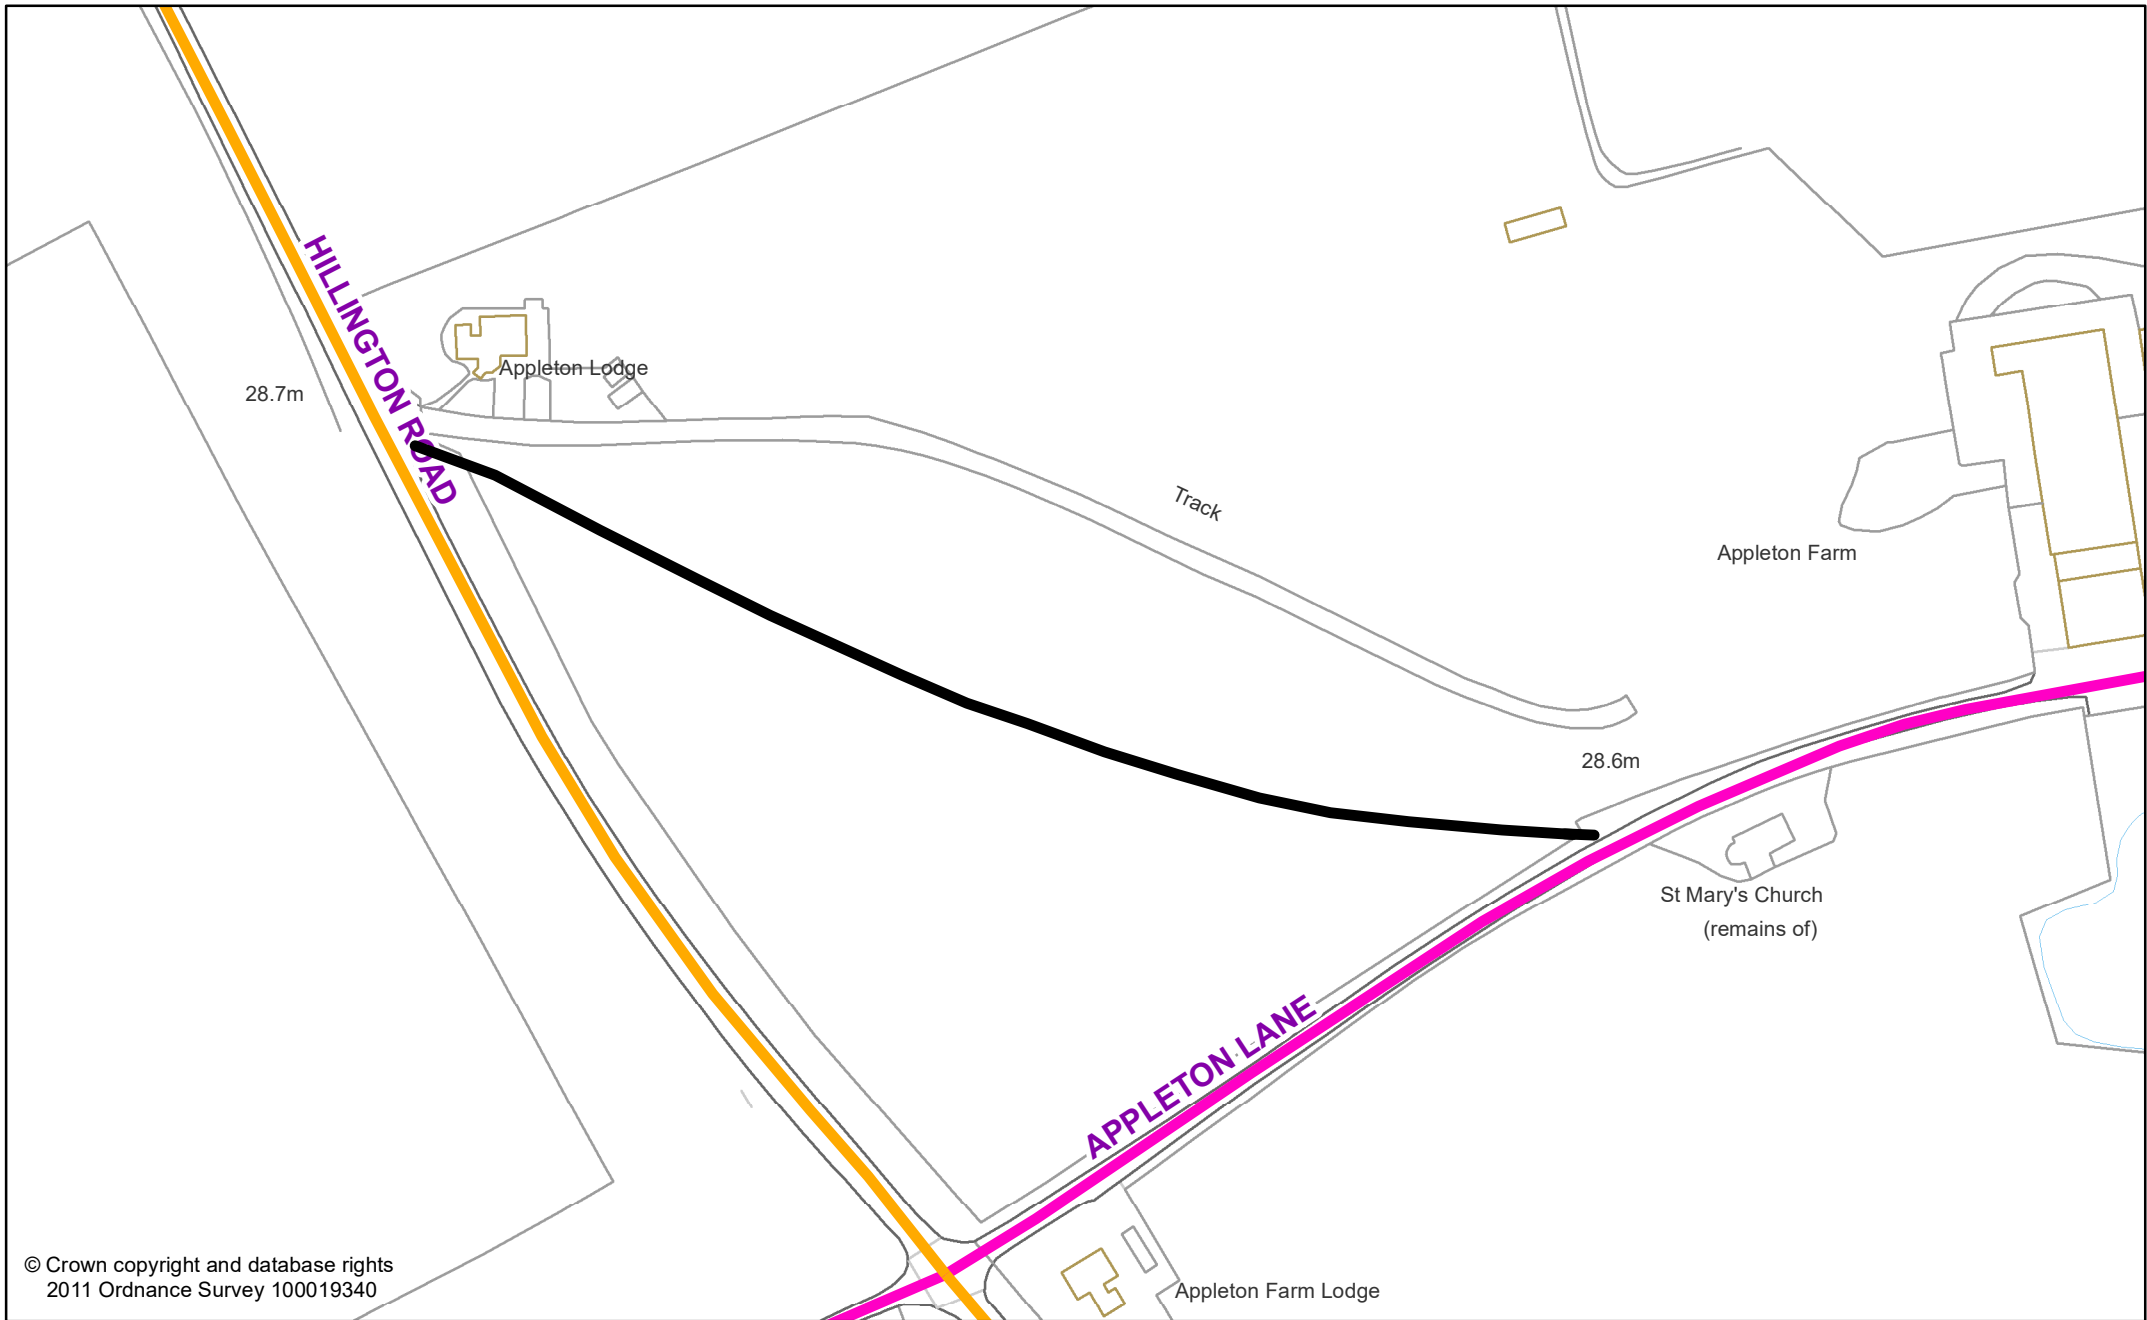 HILLINGTON ROAD
Appleton Lodge
28.7m
Track
Appleton Farm
28.6m
St Mary's Church
(remains of)
APPLETON LANE
© Crown copyright and database rights
2011 Ordnance Survey 100019340
Appleton Farm Lodge